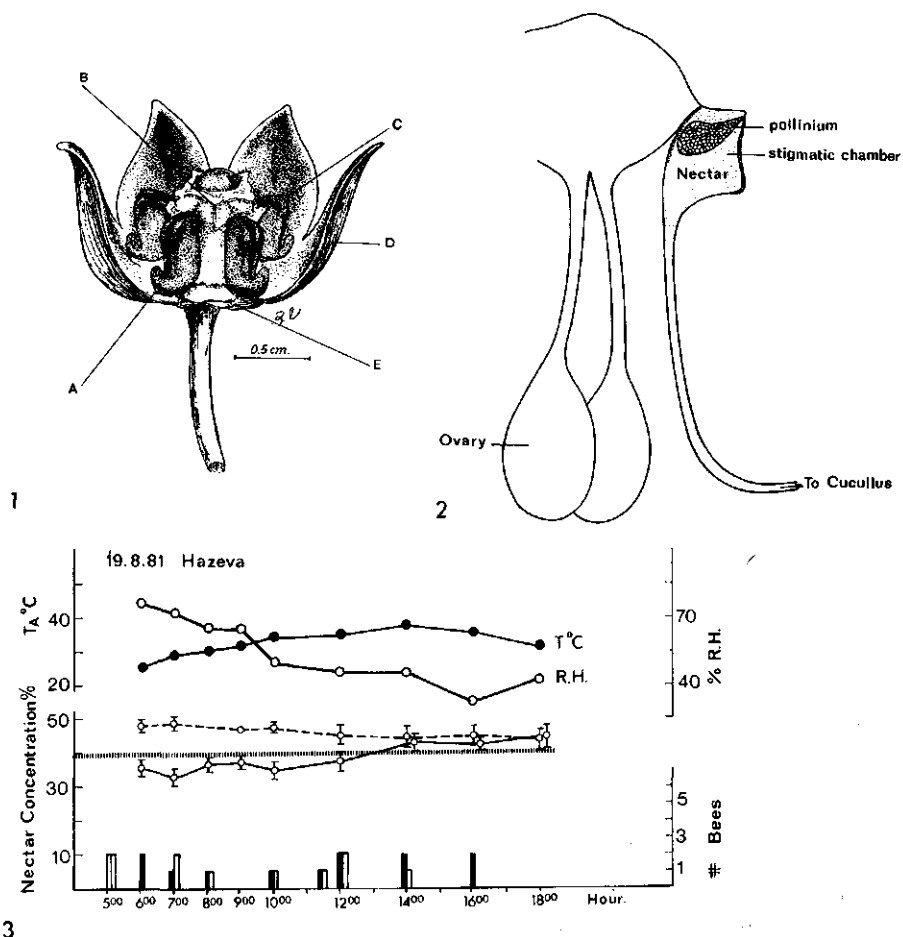 B
C
D
A
E
0.5 cm.
1
pollinium
stigmatic chamber
Nectar
Ovary
To Cucullus
2
19.8.81 Hazeva
TA °C
40
20
T°C
R.H.
70
40
% R.H.
Nectar Concentration%
50
30
10
5
3
1
# Bees
500 600 700 800 900 1000 1200 1400 1600 1800 Hour.
3